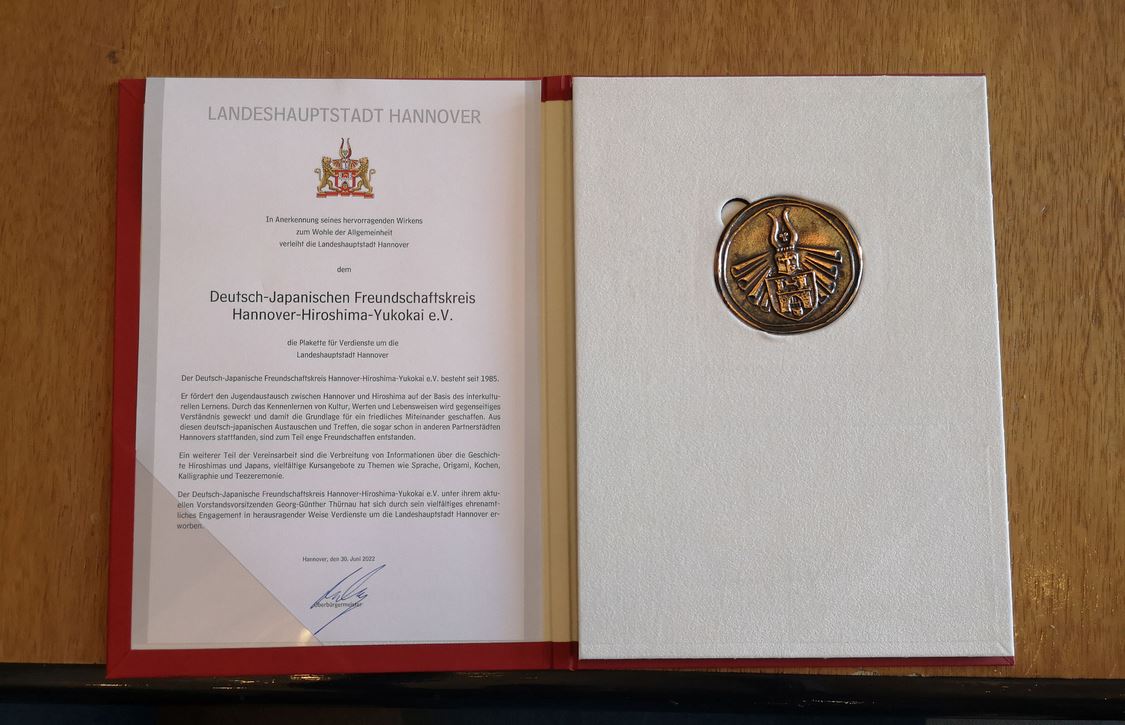 LANDESHAUPTSTADT HANNOVER
In Anerkennung seines hervorragenden Wirkens
zum Wohle der Allgemeinheit
verleiht die Landeshauptstadt Hannover
dem
Deutsch-Japanischen Freundschaftskreis
Hannover-Hiroshima-Yukokai e.V.
die Plakette für Verdienste um die
Landeshauptstadt Hannover
Der Deutsch-Japanische Freundschaftskreis Hannover-Hiroshima-Yukokai e.V. besteht seit 1985.
Er fördert den Jugendaustausch zwischen Hannover und Hiroshima auf der Basis des interkultu-
rellen Lernens. Durch das Kennenlernen von Kultur, Werten und Lebensweisen wird gegenseitiges
Verständnis geweckt und damit die Grundlage für ein friedliches Miteinander geschaffen. Aus
diesen deutsch-japanischen Austauschen und Treffen, die sogar schon in anderen Partnerstädten
Hannovers stattfanden, sind zum Teil enge Freundschaften entstanden.
Ein weiterer Teil der Vereinsarbeit sind die Verbreitung von Informationen über die Geschich-
te Hiroshimas und Japans, vielfältige Kursangebote zu Themen wie Sprache, Origami, Kochen,
Kalligraphie und Teezeremonie.
Der Deutsch-Japanische Freundschaftskreis Hannover-Hiroshima-Yukokai e.V. unter ihrem aktu-
ellen Vorstandsvorsitzenden Georg-Günther Thürnau hat sich durch sein vielfältiges ehrenamt-
liches Engagement in herausragender Weise Verdienste um die Landeshauptstadt Hannover er-
worben.
Hannover, den 30. Juni 2022
Oberbürgermeister